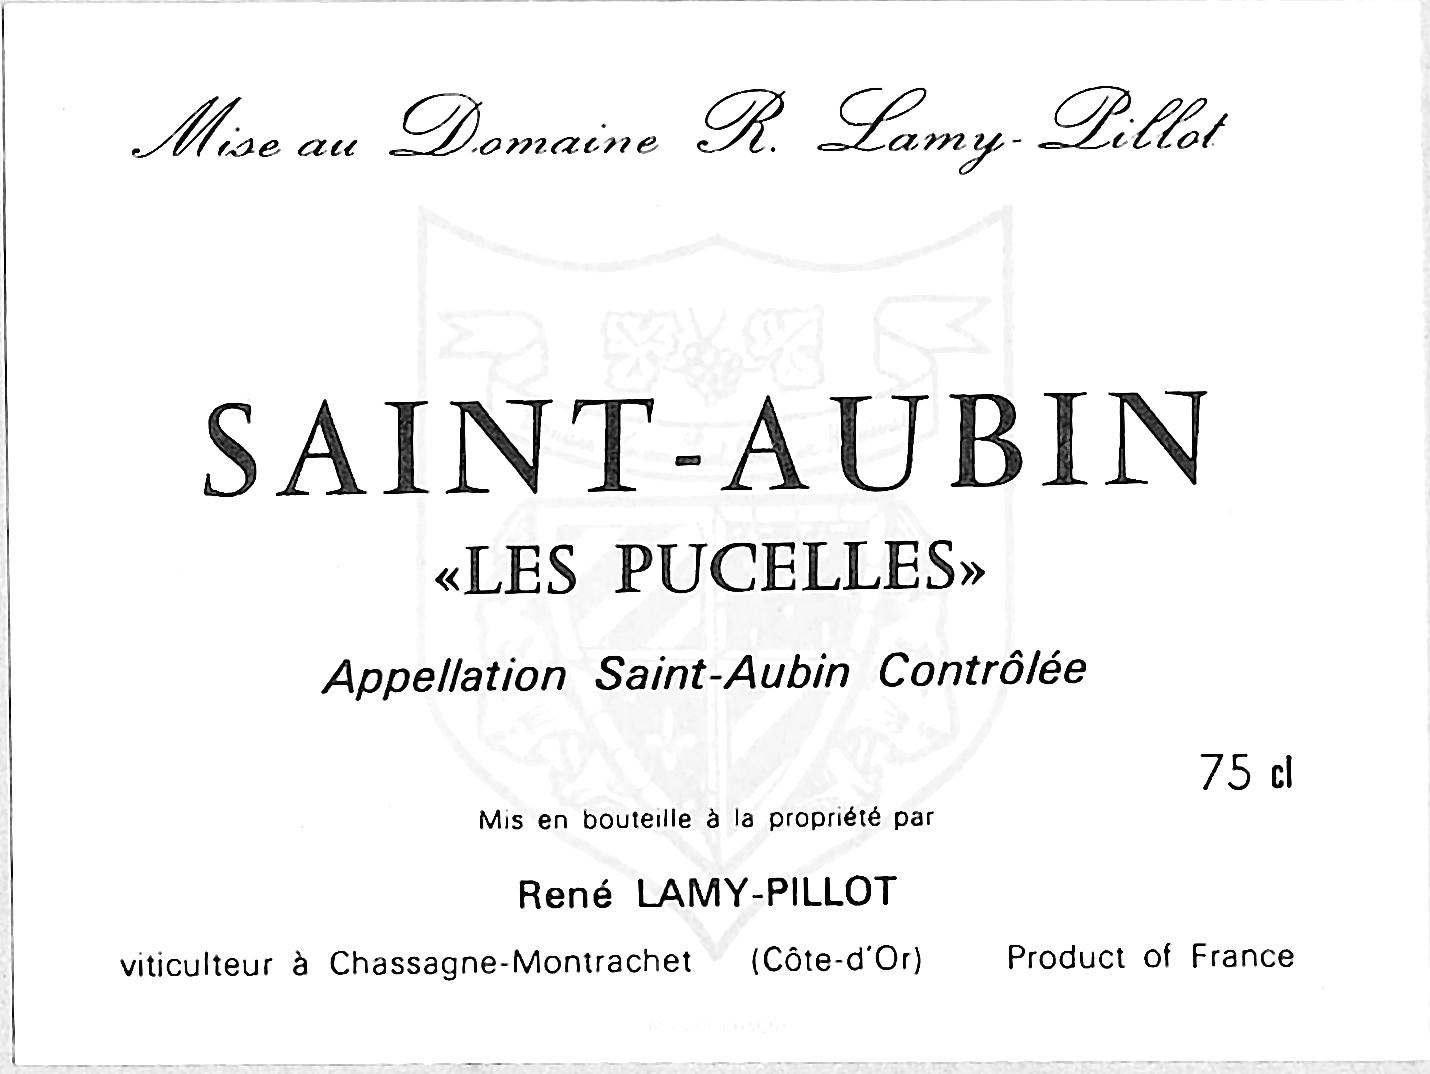 Mise au Domaine R. Lamy-Pillot
SAINT-AUBIN
«LES PUCELLES»
Appellation Saint-Aubin Contrôlée
75 cl
Mis en bouteille à la propriété par
René LAMY-PILLOT
viticulteur à Chassagne-Montrachet (Côte-d'Or) Product of France